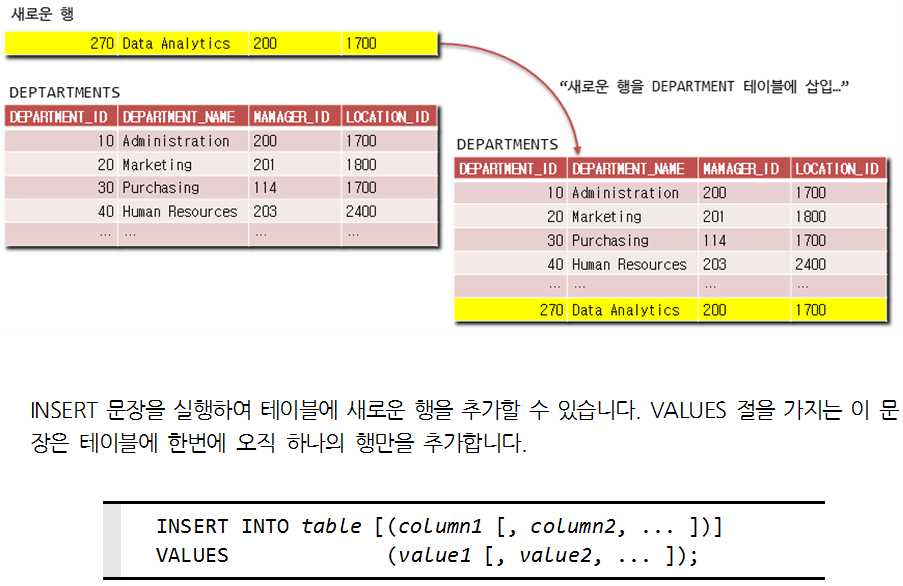 새로운 행
270 Data Analytics 200 1700
“새로운 행을 DEPARTMENT 테이블에 삽입…”
DEPTARTMENTS
DEPARTMENT_ID DEPARTMENT_NAME MAMAGER_ID LOCATION_ID
10 Administration 200 1700
20 Marketing 201 1800
30 Purchasing 114 1700
40 Human Resources 203 2400
… … … …
DEPARTMENTS
DEPARTMENT_ID DEPARTMENT_NAME MAMAGER_ID LOCATION_ID
10 Administration 200 1700
20 Marketing 201 1800
30 Purchasing 114 1700
40 Human Resources 203 2400
… … … …
270 Data Analytics 200 1700
INSERT 문장을 실행하여 테이블에 새로운 행을 추가할 수 있습니다. VALUES 절을 가지는 이 문
장은 테이블에 한번에 오직 하나의 행만을 추가합니다.
INSERT INTO table [(column1 [, column2, ... ])]
VALUES (value1 [, value2, ... ]);